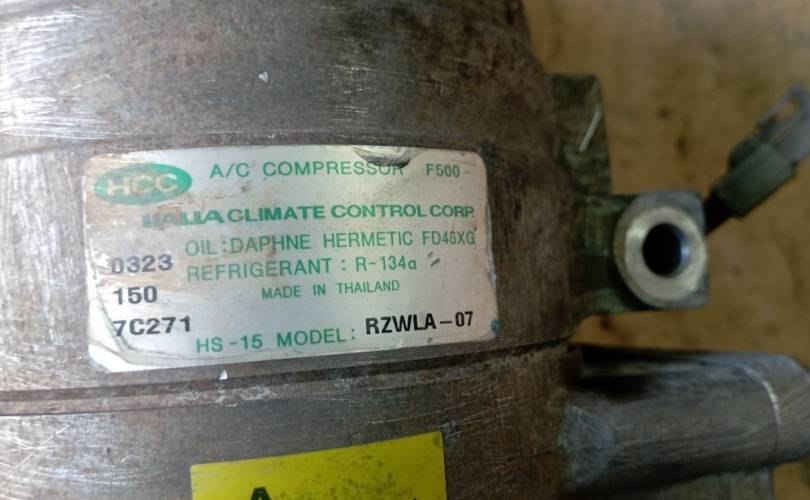 HCC A/C COMPRESSOR F500-
HALLA CLIMATE CONTROL CORP.
OIL : DAPHNE HERMETIC FD46XG
0323 REFRIGERANT : R-134a
150 MADE IN THAILAND
7C271
HS-15 MODEL: RZWLA-07